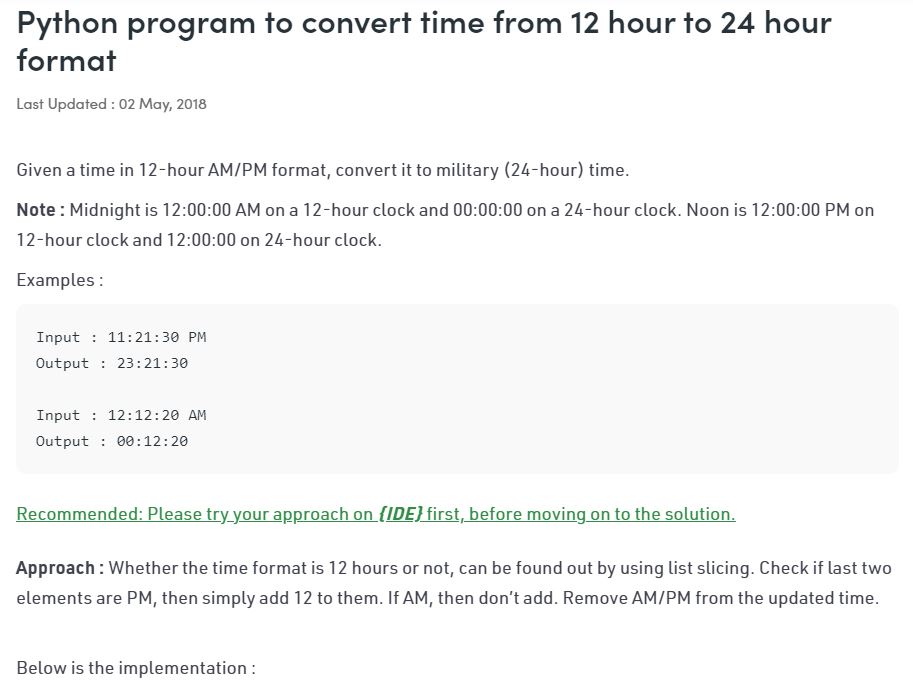 Python program to convert time from 12 hour to 24 hour
format
Last Updated : 02 May, 2018
Given a time in 12-hour AM/PM format, convert it to military (24-hour) time.
Note : Midnight is 12:00:00 AM on a 12-hour clock and 00:00:00 on a 24-hour clock. Noon is 12:00:00 PM on
12-hour clock and 12:00:00 on 24-hour clock.
Examples :
Input : 11:21:30 PM
Output : 23:21:30
Input : 12:12:20 AM
Output : 00:12:20
Recommended: Please try your approach on {IDE} first, before moving on to the solution.
Approach : Whether the time format is 12 hours or not, can be found out by using list slicing. Check if last two
elements are PM, then simply add 12 to them. If AM, then don’t add. Remove AM/PM from the updated time.
Below is the implementation :